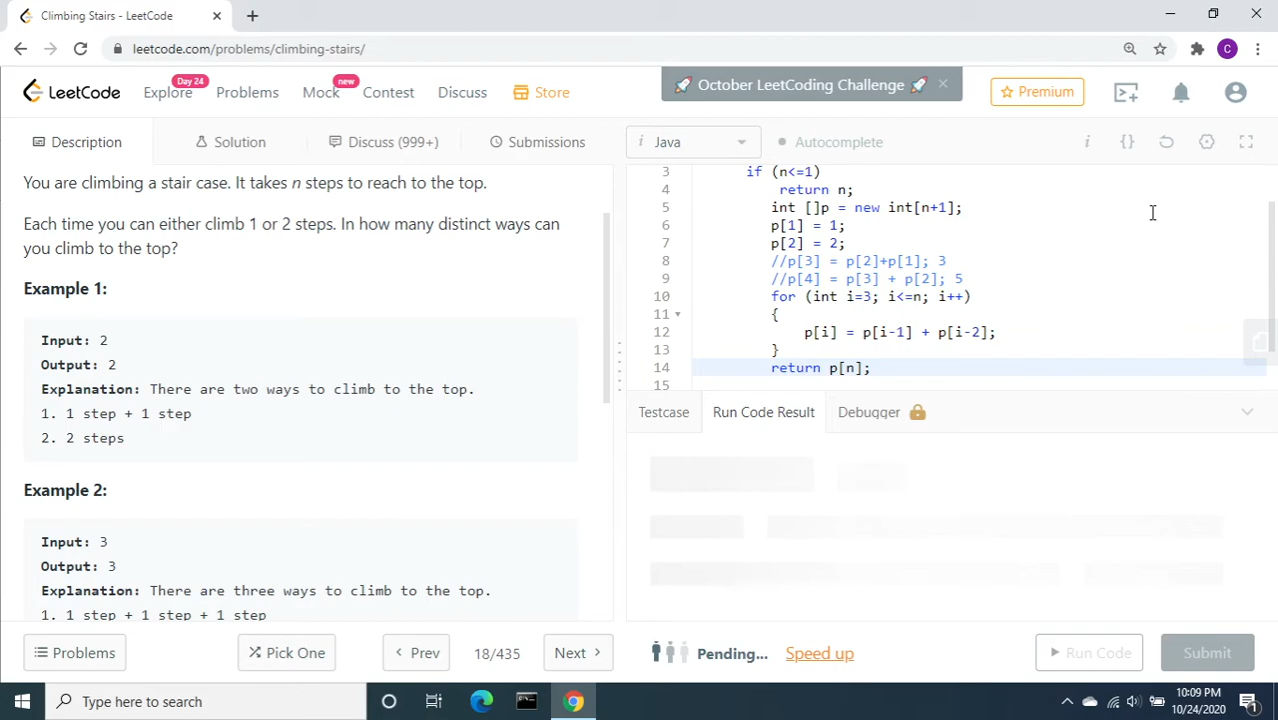 Climbing Stairs - LeetCode
leetcode.com/problems/climbing-stairs/
C
LeetCode
Explore
Day 24
Problems
Mock
new
Contest
Discuss
Store
October LeetCoding Challenge
Premium
Description
Solution
Discuss (999+)
Submissions
i Java
Autocomplete
i
{}
You are climbing a stair case. It takes n steps to reach to the top.
Each time you can either climb 1 or 2 steps. In how many distinct ways can
you climb to the top?
Example 1:
Input: 2
Output: 2
Explanation: There are two ways to climb to the top.
1. 1 step + 1 step
2. 2 steps
Example 2:
Input: 3
Output: 3
Explanation: There are three ways to climb to the top.
1. 1 step + 1 step + 1 step
3 if (n<=1)
4 return n;
5 int []p = new int[n+1];
6 p[1] = 1;
7 p[2] = 2;
8 //p[3] = p[2]+p[1]; 3
9 //p[4] = p[3] + p[2]; 5
10 for (int i=3; i<=n; i++)
11 {
12 p[i] = p[i-1] + p[i-2];
13 }
14 return p[n];
15
Testcase
Run Code Result
Debugger
Problems
Pick One
Prev
18/435
Next
Pending...
Speed up
Run Code
Submit
Type here to search
10:09 PM
10/24/2020
1